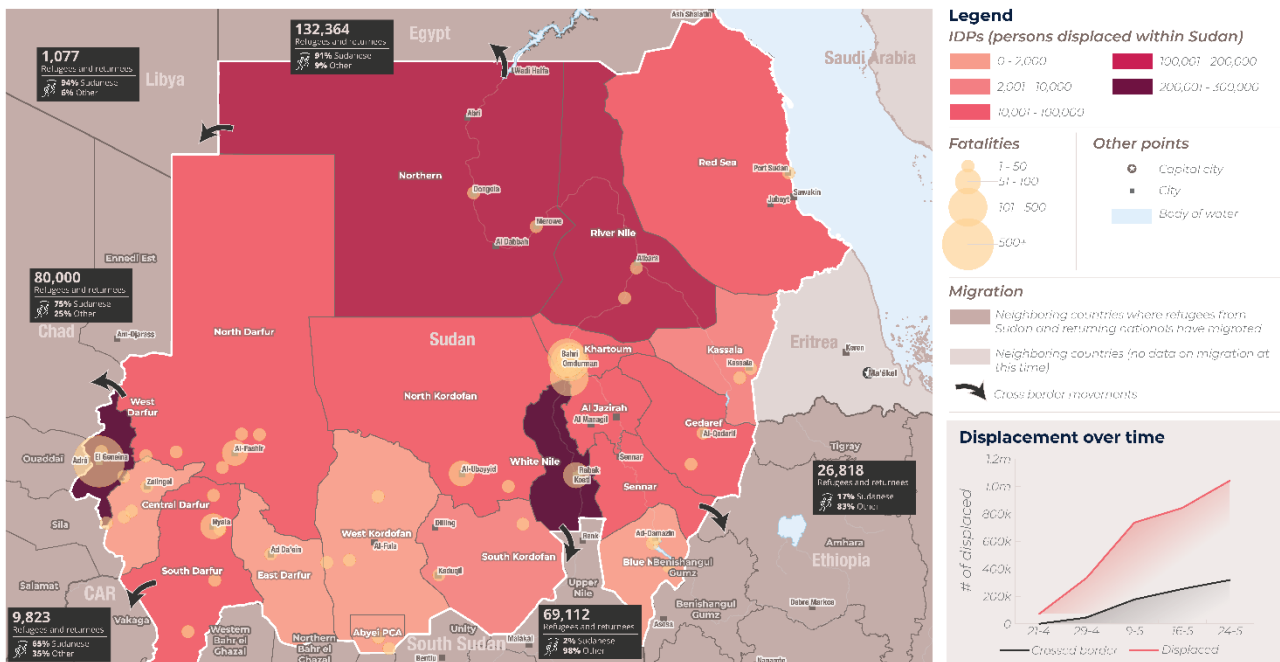 132,364
Refugees and returnees
91% Sudanese
9% Other
1,077
Refugees and returnees
94% Sudanese
6% Other
80,000
Refugees and returnees
75% Sudanese
25% Other
9,823
Refugees and returnees
65% Sudanese
35% Other
69,112
Refugees and returnees
2% Sudanese
98% Other
26,818
Refugees and returnees
17% Sudanese
83% Other
Egypt
Libya
Saudi Arabia
Ash Shalatin
Wadi Halfa
Abri
Northern
Red Sea
Port Sudan
Sawakin
Jubayt
Dongola
Merowe
Al Dabbah
River Nile
Atbara
Ennedi Est
Chad
Am-Djarass
North Darfur
Sudan
Bahri
Omdurman
Khartoum
Kassala
Kassala
Eritrea
Keren
West
Darfur
North Kordofan
Al Jazirah
Al Manaqil
Gedaref
Al-Qadarif
Ouaddai
Adré
El Geneina
Al-Fashir
Al-Ubayyid
White Nile
Rabak
Kosti
Sennar
Sennar
Tigray
Zalingei
Central Darfur
Sila
Nyala
West Kordofan
Al-Fula
Dilling
South Kordofan
Kadugli
Renk
Ad-Damazin
Benishangul
Gumz
Amhara
Ethiopia
Salamat
South Darfur
Ad Da'ein
East Darfur
CAR
Vakaga
Western
Bahr el
Ghazal
Northern
Bahr el
Ghazal
Abyei PCA
Unity
Bentiu
South Sudan
Malakal
Upper
Nile
Benishangul
Gumz
Asosa
Debre Markos
Legend
IDPs (persons displaced within Sudan)
0 - 2,000
2,001 - 10,000
10,001 - 100,000
100,001 - 200,000
200,001 - 300,000
Fatalities
1 - 50
51 - 100
101 - 500
500+
Other points
Capital city
City
Body of water
Migration
Neighboring countries where refugees from
Sudan and returning nationals have migrated
Neighboring countries (no data on migration at
this time)
Cross border movements
Displacement over time
# of displaced
1.2m
1.0m
800k
600k
400k
200k
0
21-4
29-4
9-5
16-5
24-5
Crossed border
Displaced